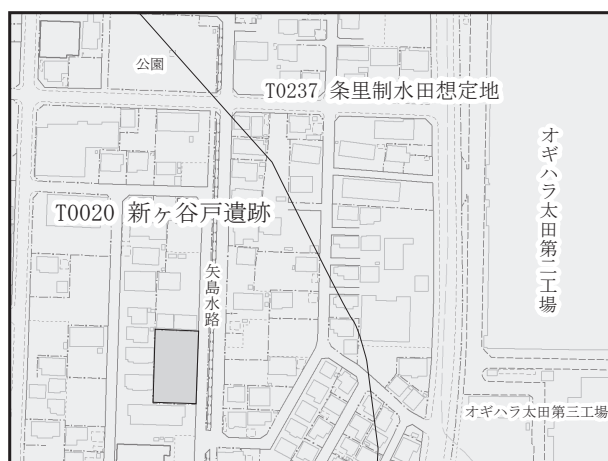 公園
T0237 条里制水田想定地
オギハラ太田第二工場
T0020 新ヶ谷戸遺跡
矢島水路
オギハラ太田第三工場